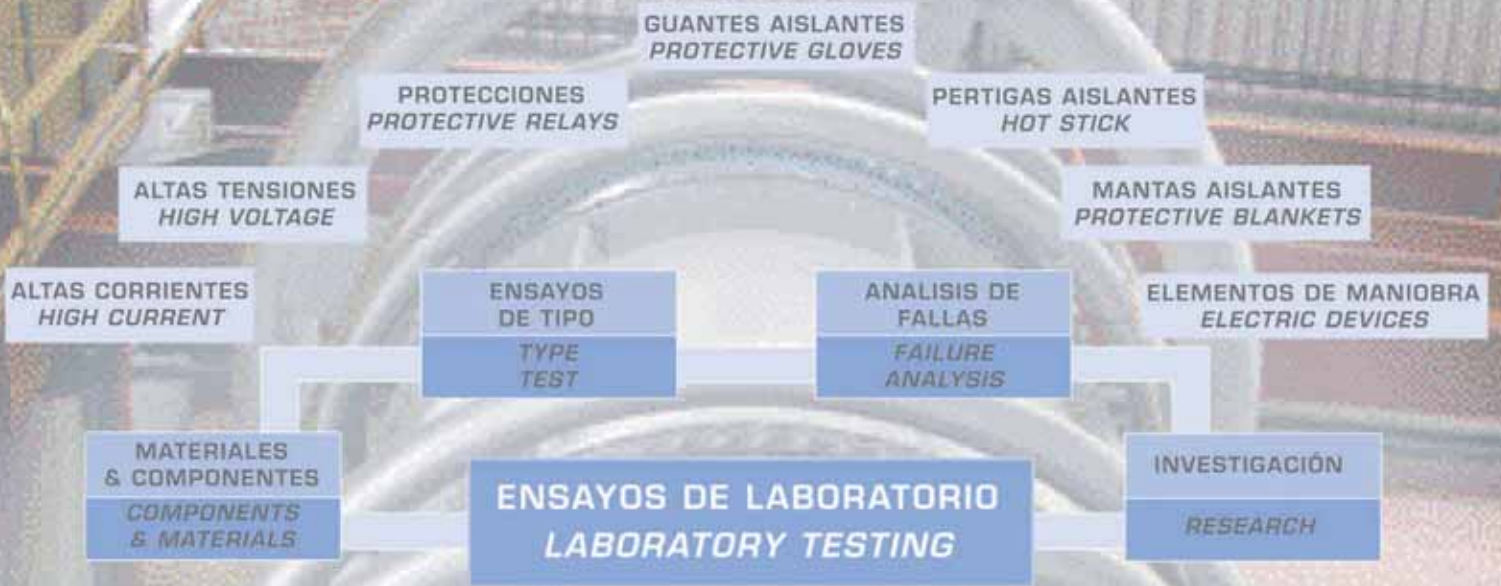 GUANTES AISLANTES
PROTECTIVE GLOVES
PROTECCIONES
PROTECTIVE RELAYS
PERTIGAS AISLANTES
HOT STICK
ALTAS TENSIONES
HIGH VOLTAGE
MANTAS AISLANTES
PROTECTIVE BLANKETS
ALTAS CORRIENTES
HIGH CURRENT
ENSAYOS
DE TIPO
TYPE
TEST
ANALISIS DE
FALLAS
FAILURE
ANALYSIS
ELEMENTOS DE MANIOBRA
ELECTRIC DEVICES
MATERIALES
& COMPONENTES
COMPONENTS
& MATERIALS
ENSAYOS DE LABORATORIO
LABORATORY TESTING
INVESTIGACIÓN
RESEARCH